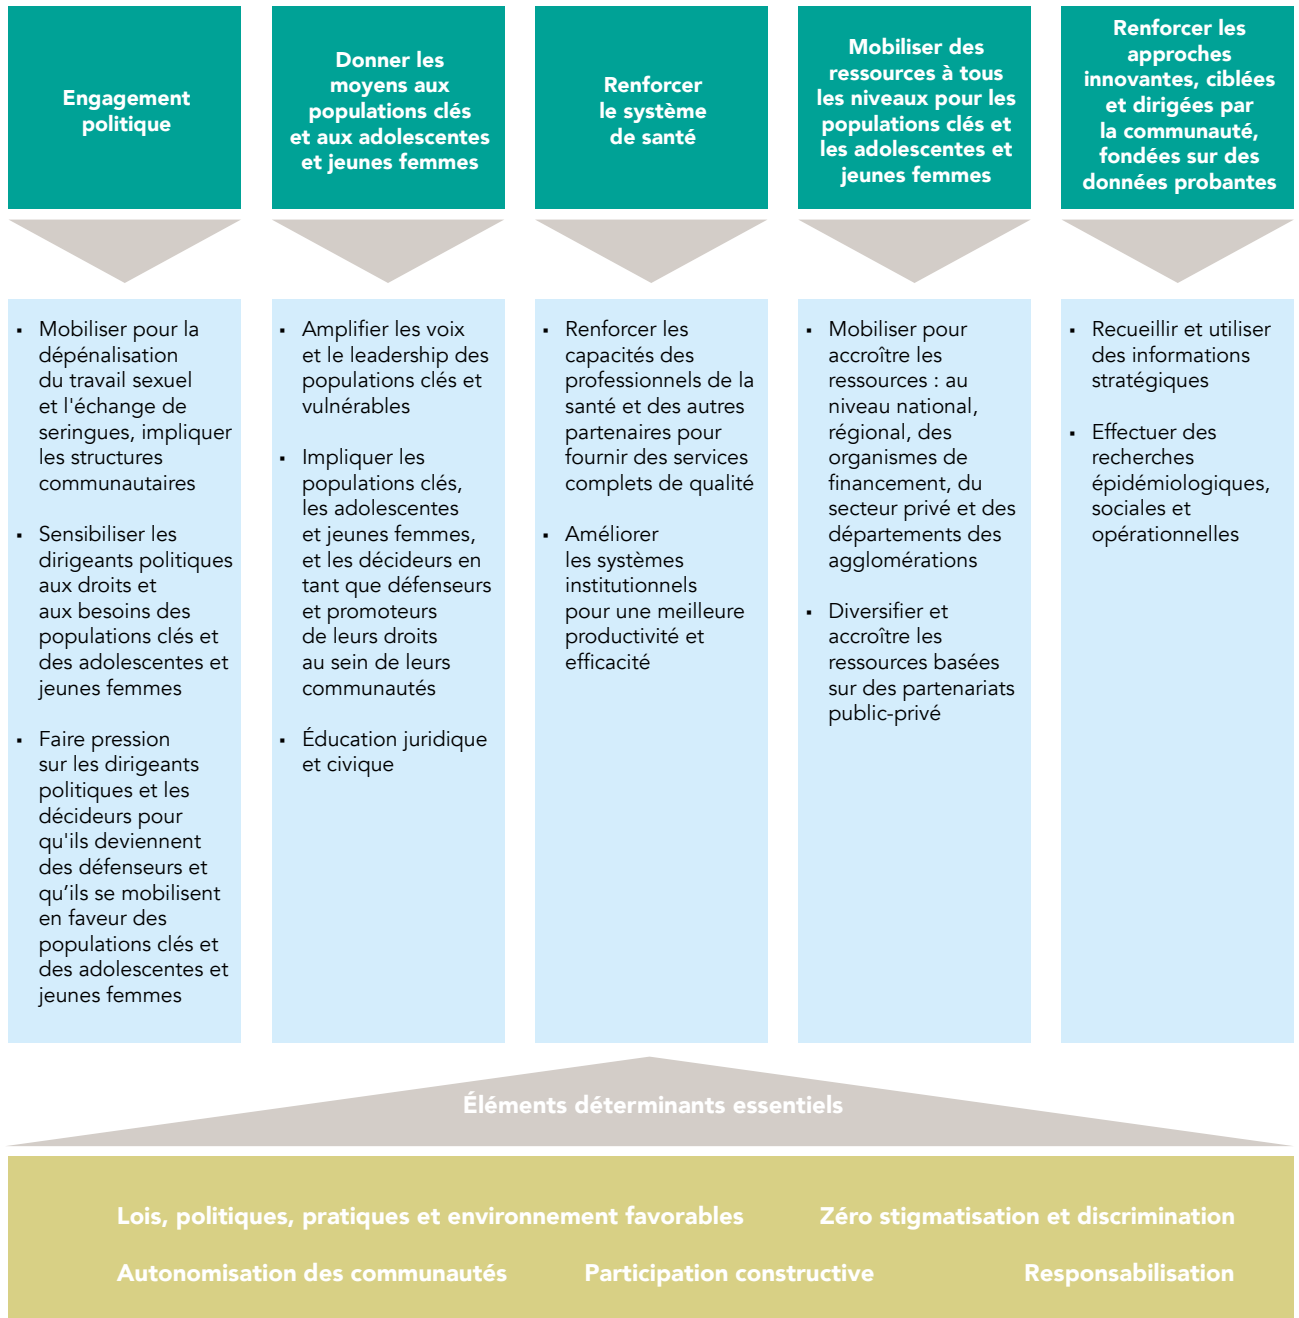 Engagement
politique
Donner les
moyens aux
populations clés
et aux adolescentes
et jeunes femmes
Renforcer
le système
de santé
Mobiliser des
ressources à tous
les niveaux pour les
populations clés et
les adolescentes et
jeunes femmes
Renforcer les
approches
innovantes, ciblées
et dirigées par
la communauté,
fondées sur des
données probantes
▪ Mobiliser pour la
dépénalisation
du travail sexuel
et l'échange de
seringues, impliquer
les structures
communautaires
▪ Sensibiliser les
dirigeants politiques
aux droits et
aux besoins des
populations clés et
des adolescentes et
jeunes femmes
▪ Faire pression
sur les dirigeants
politiques et les
décideurs pour
qu'ils deviennent
des défenseurs et
qu’ils se mobilisent
en faveur des
populations clés et
des adolescentes et
jeunes femmes
▪ Amplifier les voix
et le leadership des
populations clés et
vulnérables
▪ Impliquer les
populations clés,
les adolescentes
et jeunes femmes,
et les décideurs en
tant que défenseurs
et promoteurs
de leurs droits
au sein de leurs
communautés
▪ Éducation juridique
et civique
▪ Renforcer les
capacités des
professionnels de la
santé et des autres
partenaires pour
fournir des services
complets de qualité
▪ Améliorer
les systèmes
institutionnels
pour une meilleure
productivité et
efficacité
▪ Mobiliser pour
accroître les
ressources : au
niveau national,
régional, des
organismes de
financement, du
secteur privé et des
départements des
agglomérations
▪ Diversifier et
accroître les
ressources basées
sur des partenariats
public-privé
▪ Recueillir et utiliser
des informations
stratégiques
▪ Effectuer des
recherches
épidémiologiques,
sociales et
opérationnelles
Éléments déterminants essentiels
Lois, politiques, pratiques et environnement favorables Zéro stigmatisation et discrimination
Autonomisation des communautés Participation constructive Responsabilisation